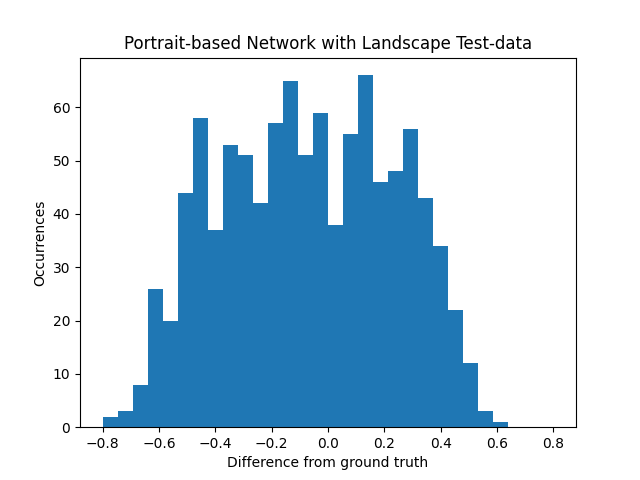 Portrait-based Network with Landscape Test-data
60
50
40
30
20
10
0
Occurrences
−0.8 −0.6 −0.4 −0.2 0.0 0.2 0.4 0.6 0.8
Difference from ground truth